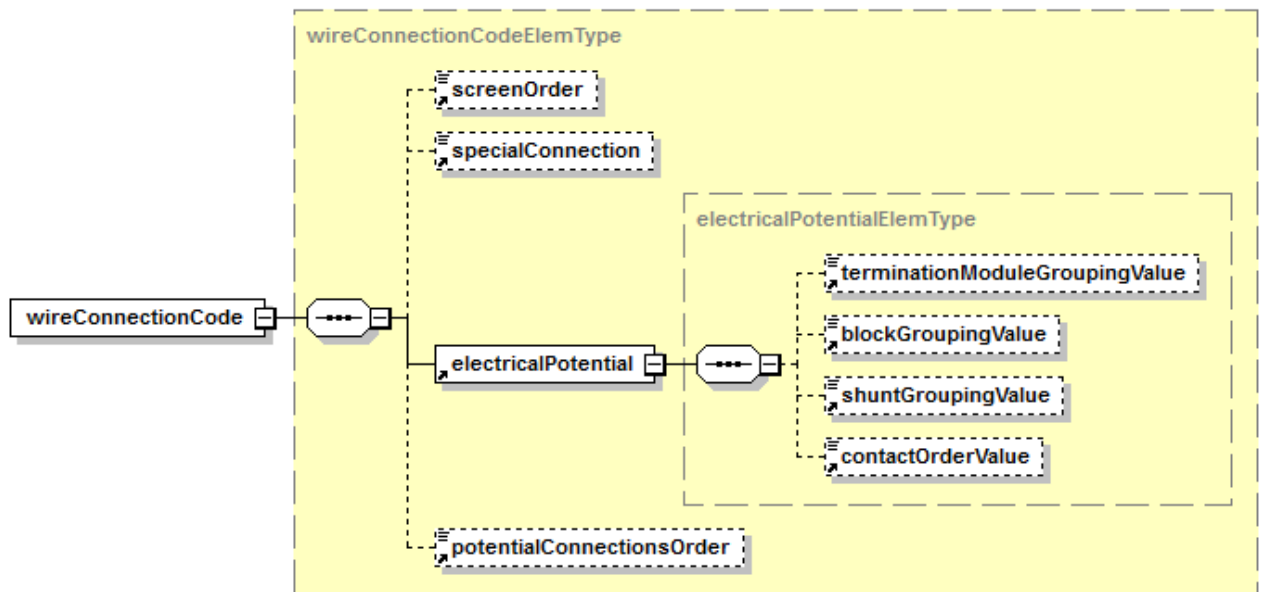 wireConnectionCodeElemType
screenOrder
specialConnection
electricalPotentialElemType
terminationModuleGroupingValue
wireConnectionCode
blockGroupingValue
electricalPotential
shuntGroupingValue
contactOrderValue
potentialConnectionsOrder